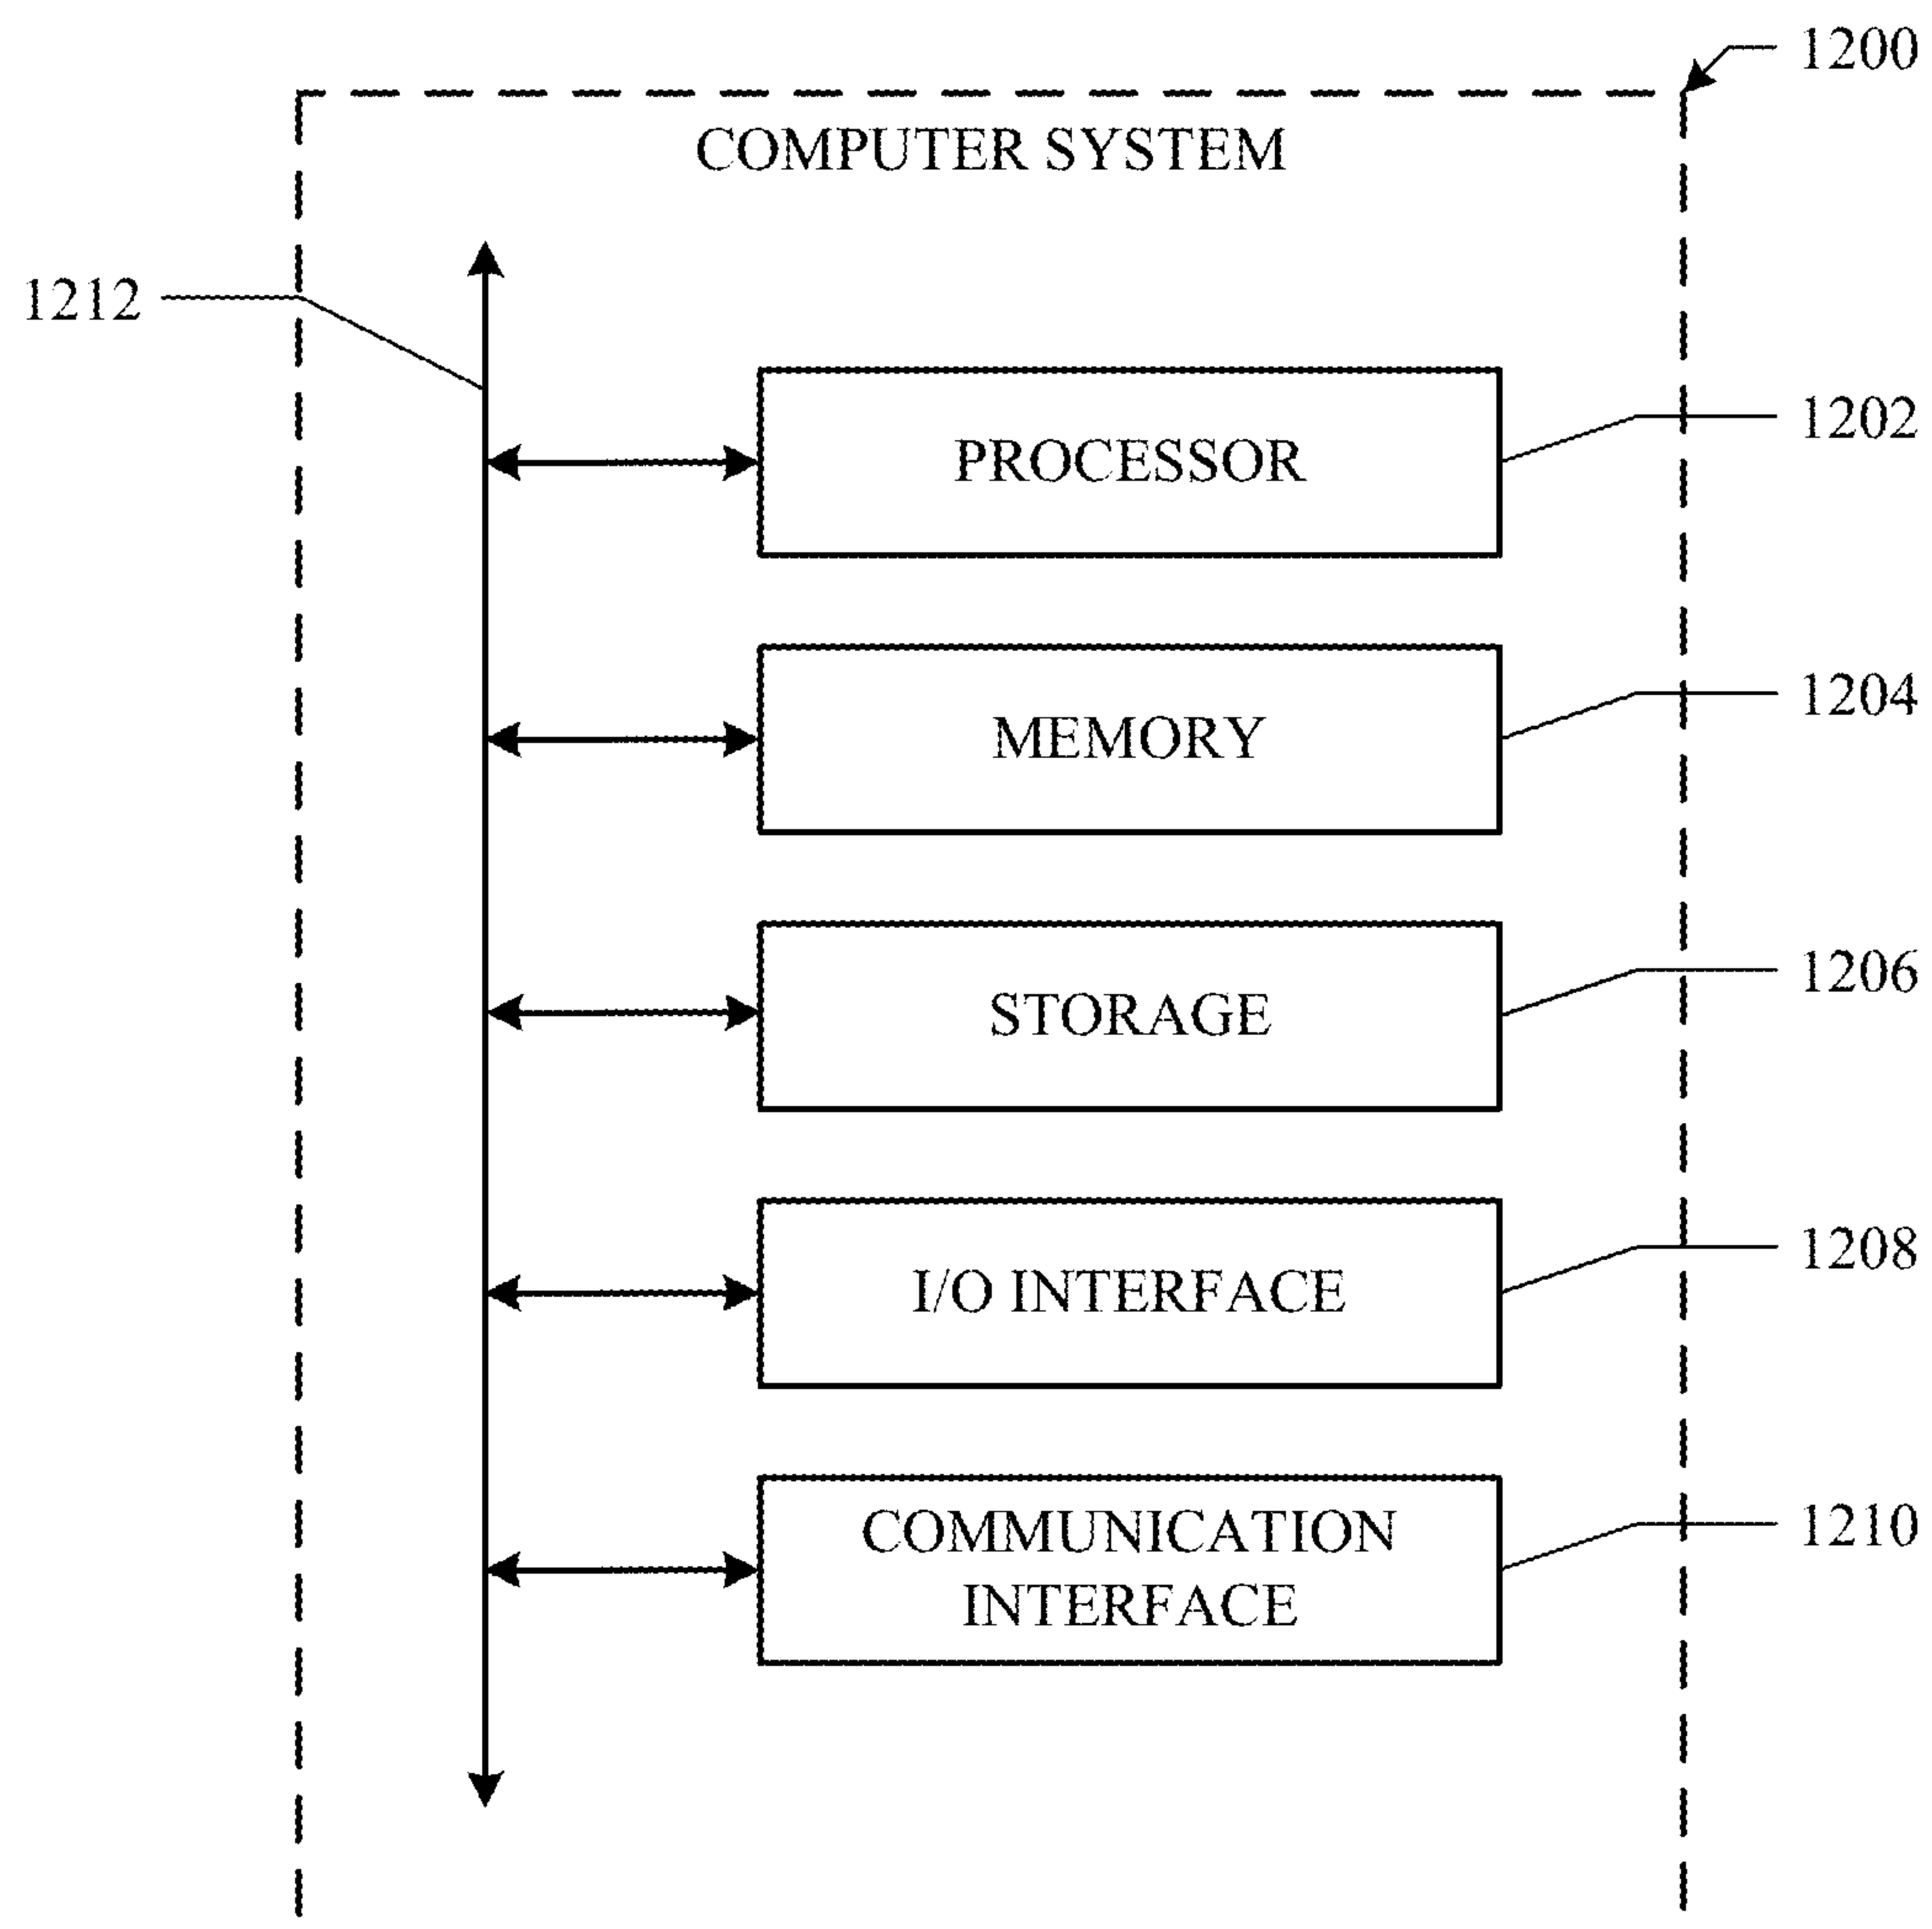 1200
COMPUTER SYSTEM
1212
PROCESSOR
1202
MEMORY
1204
STORAGE
1206
I/O INTERFACE
1208
COMMUNICATION
INTERFACE
1210